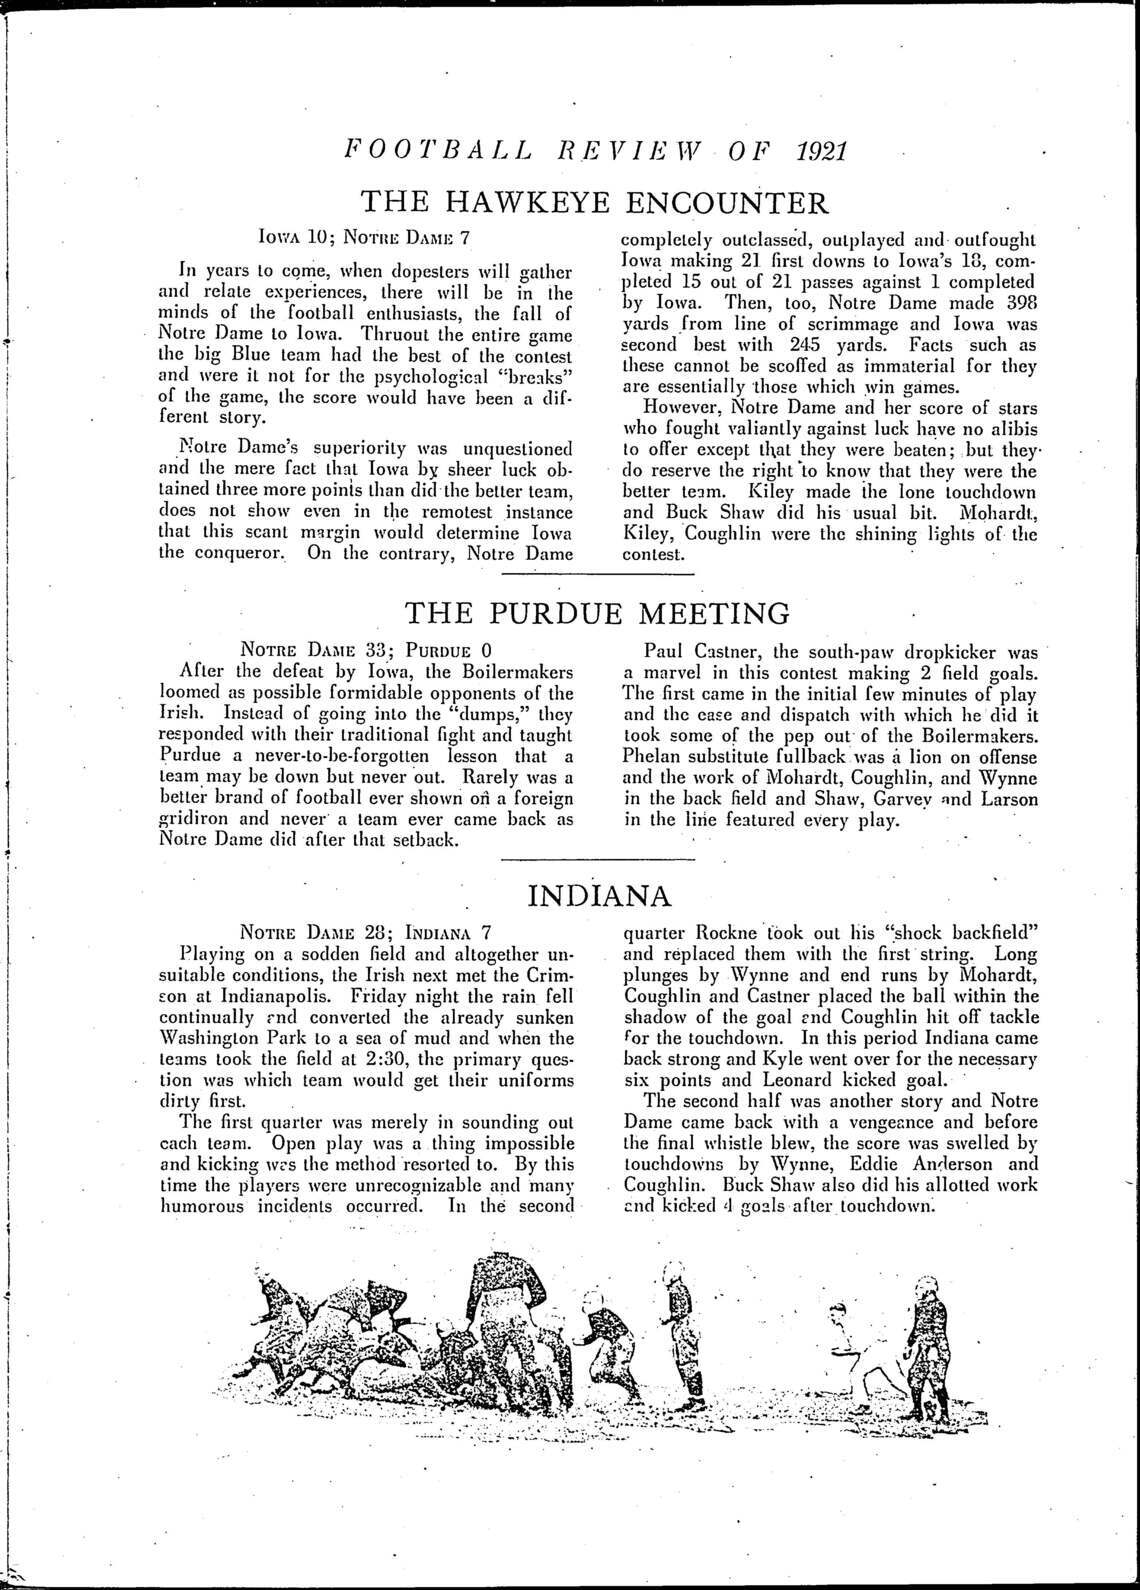 FOOTBALL REVIEW OF 1921
THE HAWKEYE ENCOUNTER
IOWA 10; NOTRE DAME 7
In years to come, when dopesters will gather
and relate experiences, there will be in the
minds of the football enthusiasts, the fall of
Notre Dame to Iowa. Thruout the entire game
the big Blue team had the best of the contest
and were it not for the psychological “breaks”
of the game, the score would have been a dif-
ferent story.
Notre Dame’s superiority was unquestioned
and the mere fact that Iowa by sheer luck ob-
tained three more points than did the better team,
does not show even in the remotest instance
that this scant margin would determine Iowa
the conqueror. On the contrary, Notre Dame
completely outclassed, outplayed and outfought
Iowa making 21 first downs to Iowa’s 18, com-
pleted 15 out of 21 passes against 1 completed
by Iowa. Then, too, Notre Dame made 398
yards from line of scrimmage and Iowa was
second best with 245 yards. Facts such as
these cannot be scoffed as immaterial for they
are essentially those which win games.
However, Notre Dame and her score of stars
who fought valiantly against luck have no alibis
to offer except that they were beaten; but they
do reserve the right to know that they were the
better team. Kiley made the lone touchdown
and Buck Shaw did his usual bit. Mohardt,
Kiley, Coughlin were the shining lights of the
contest.
THE PURDUE MEETING
NOTRE DAME 33; PURDUE 0
After the defeat by Iowa, the Boilermakers
loomed as possible formidable opponents of the
Irish. Instead of going into the “dumps,” they
responded with their traditional fight and taught
Purdue a never-to-be-forgotten lesson that a
team may be down but never out. Rarely was a
better brand of football ever shown on a foreign
gridiron and never a team ever came back as
Notre Dame did after that setback.
Paul Castner, the south-paw dropkicker was
a marvel in this contest making 2 field goals.
The first came in the initial few minutes of play
and the ease and dispatch with which he did it
took some of the pep out of the Boilermakers.
Phelan substitute fullback was a lion on offense
and the work of Mohardt, Coughlin, and Wynne
in the back field and Shaw, Garvey and Larson
in the line featured every play.
INDIANA
NOTRE DAME 28; INDIANA 7
Playing on a sodden field and altogether un-
suitable conditions, the Irish next met the Crim-
son at Indianapolis. Friday night the rain fell
continually and converted the already sunken
Washington Park to a sea of mud and when the
teams took the field at 2:30, the primary ques-
tion was which team would get their uniforms
dirty first.
The first quarter was merely in sounding out
each team. Open play was a thing impossible
and kicking was the method resorted to. By this
time the players were unrecognizable and many
humorous incidents occurred. In the second
quarter Rockne took out his “shock backfield”
and replaced them with the first string. Long
plunges by Wynne and end runs by Mohardt,
Coughlin and Castner placed the ball within the
shadow of the goal and Coughlin hit off tackle
for the touchdown. In this period Indiana came
back strong and Kyle went over for the necessary
six points and Leonard kicked goal.
The second half was another story and Notre
Dame came back with a vengeance and before
the final whistle blew, the score was swelled by
touchdowns by Wynne, Eddie Anderson and
Coughlin. Buck Shaw also did his allotted work
and kicked 4 goals after touchdown.